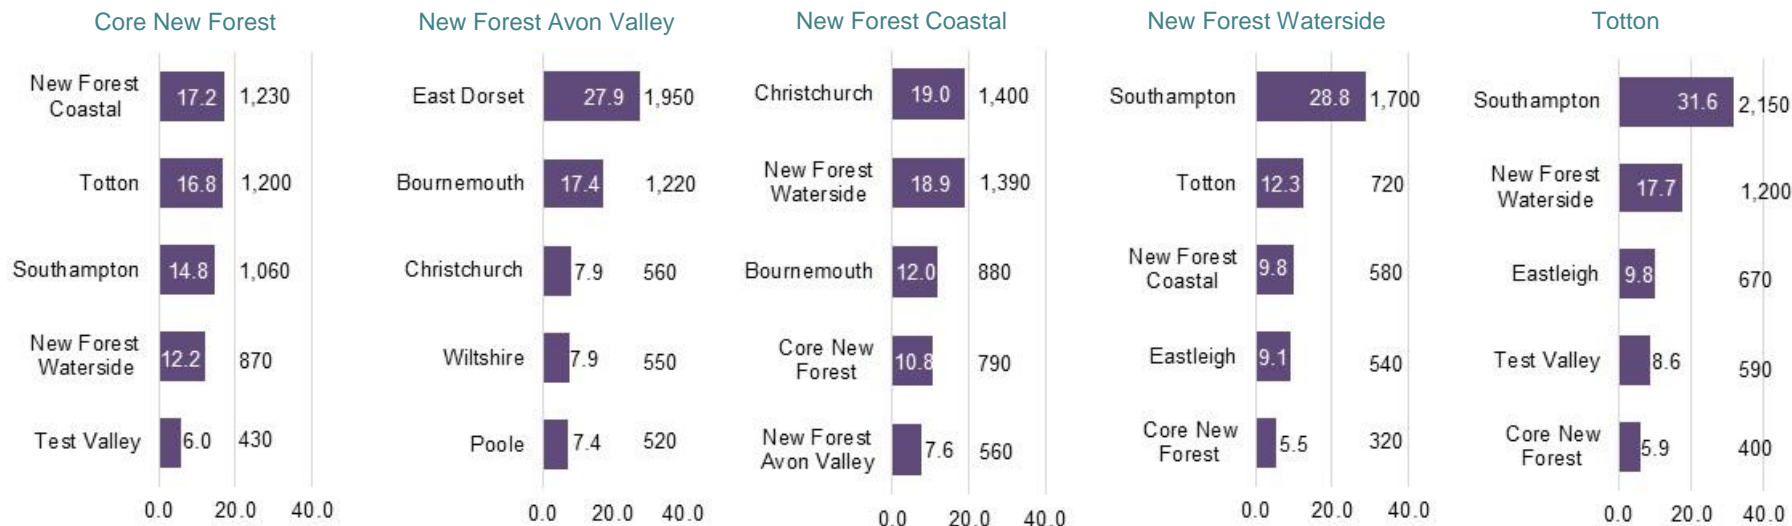 Core New Forest
New Forest
Coastal
17.2
1,230
Totton
16.8
1,200
Southampton
14.8
1,060
New Forest
Waterside
12.2
870
Test Valley
6.0
430
0.0
20.0
40.0
New Forest Avon Valley
East Dorset
27.9
1,950
Bournemouth
17.4
1,220
Christchurch
7.9
560
Wiltshire
7.9
550
Poole
7.4
520
0.0
20.0
40.0
New Forest Coastal
Christchurch
19.0
1,400
New Forest
Waterside
18.9
1,390
Bournemouth
12.0
880
Core New
Forest
10.8
790
New Forest
Avon Valley
7.6
560
0.0
20.0
40.0
New Forest Waterside
Southampton
28.8
1,700
Totton
12.3
720
New Forest
Coastal
9.8
580
Eastleigh
9.1
540
Core New
Forest
5.5
320
0.0
20.0
40.0
Totton
Southampton
31.6
2,150
New Forest
Waterside
17.7
1,200
Eastleigh
9.8
670
Test Valley
8.6
590
Core New
Forest
5.9
400
0.0
20.0
40.0